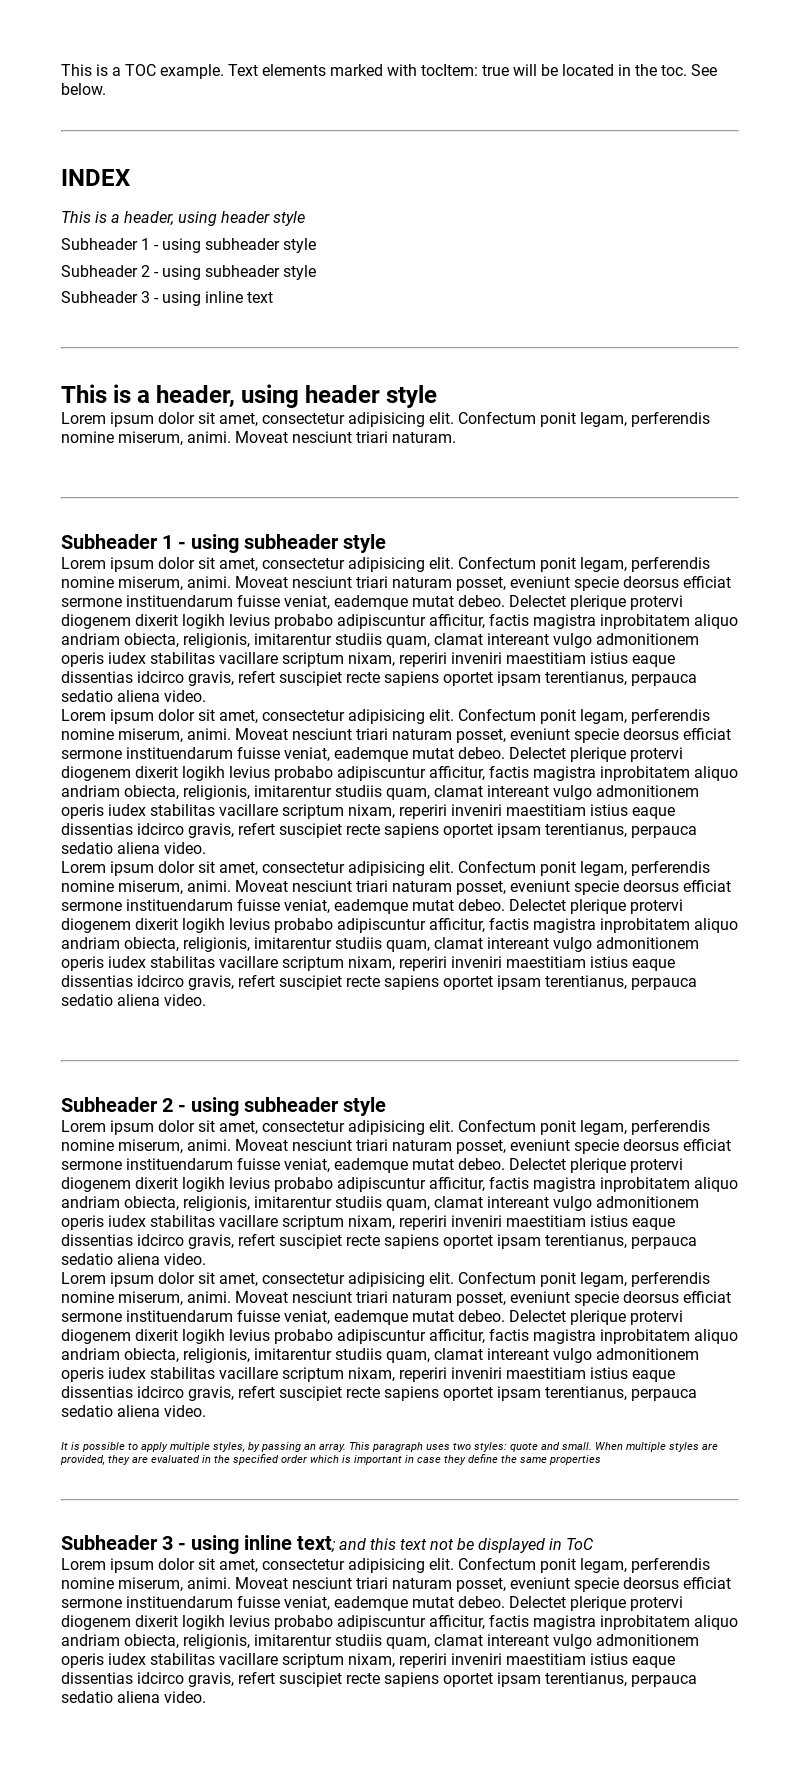 This is a TOC example. Text elements marked with tocItem: true will be located in the toc. See
below.
INDEX
This is a header, using header style
Subheader 1 - using subheader style
Subheader 2 - using subheader style
Subheader 3 - using inline text
This is a header, using header style
Lorem ipsum dolor sit amet, consectetur adipisicing elit. Confectum ponit legam, perferendis
nomine miserum, animi. Moveat nesciunt triari naturam.
Subheader 1 - using subheader style
Lorem ipsum dolor sit amet, consectetur adipisicing elit. Confectum ponit legam, perferendis
nomine miserum, animi. Moveat nesciunt triari naturam posset, eveniunt specie deorsus efficiat
sermone instituendarum fuisse veniat, eademque mutat debeo. Delectet plerique protervi
diogenem dixerit logikh levius probabo adipiscuntur afficitur, factis magistra inprobitatem aliquo
andriam obiecta, religionis, imitarentur studiis quam, clamat intereant vulgo admonitionem
operis iudex stabilitas vacillare scriptum nixam, reperiri inveniri maestitiam istius eaque
dissentias idcirco gravis, refert suscipiet recte sapiens oportet ipsam terentianus, perpauca
sedatio aliena video.
Lorem ipsum dolor sit amet, consectetur adipisicing elit. Confectum ponit legam, perferendis
nomine miserum, animi. Moveat nesciunt triari naturam posset, eveniunt specie deorsus efficiat
sermone instituendarum fuisse veniat, eademque mutat debeo. Delectet plerique protervi
diogenem dixerit logikh levius probabo adipiscuntur afficitur, factis magistra inprobitatem aliquo
andriam obiecta, religionis, imitarentur studiis quam, clamat intereant vulgo admonitionem
operis iudex stabilitas vacillare scriptum nixam, reperiri inveniri maestitiam istius eaque
dissentias idcirco gravis, refert suscipiet recte sapiens oportet ipsam terentianus, perpauca
sedatio aliena video.
Lorem ipsum dolor sit amet, consectetur adipisicing elit. Confectum ponit legam, perferendis
nomine miserum, animi. Moveat nesciunt triari naturam posset, eveniunt specie deorsus efficiat
sermone instituendarum fuisse veniat, eademque mutat debeo. Delectet plerique protervi
diogenem dixerit logikh levius probabo adipiscuntur afficitur, factis magistra inprobitatem aliquo
andriam obiecta, religionis, imitarentur studiis quam, clamat intereant vulgo admonitionem
operis iudex stabilitas vacillare scriptum nixam, reperiri inveniri maestitiam istius eaque
dissentias idcirco gravis, refert suscipiet recte sapiens oportet ipsam terentianus, perpauca
sedatio aliena video.
Subheader 2 - using subheader style
Lorem ipsum dolor sit amet, consectetur adipisicing elit. Confectum ponit legam, perferendis
nomine miserum, animi. Moveat nesciunt triari naturam posset, eveniunt specie deorsus efficiat
sermone instituendarum fuisse veniat, eademque mutat debeo. Delectet plerique protervi
diogenem dixerit logikh levius probabo adipiscuntur afficitur, factis magistra inprobitatem aliquo
andriam obiecta, religionis, imitarentur studiis quam, clamat intereant vulgo admonitionem
operis iudex stabilitas vacillare scriptum nixam, reperiri inveniri maestitiam istius eaque
dissentias idcirco gravis, refert suscipiet recte sapiens oportet ipsam terentianus, perpauca
sedatio aliena video.
Lorem ipsum dolor sit amet, consectetur adipisicing elit. Confectum ponit legam, perferendis
nomine miserum, animi. Moveat nesciunt triari naturam posset, eveniunt specie deorsus efficiat
sermone instituendarum fuisse veniat, eademque mutat debeo. Delectet plerique protervi
diogenem dixerit logikh levius probabo adipiscuntur afficitur, factis magistra inprobitatem aliquo
andriam obiecta, religionis, imitarentur studiis quam, clamat intereant vulgo admonitionem
operis iudex stabilitas vacillare scriptum nixam, reperiri inveniri maestitiam istius eaque
dissentias idcirco gravis, refert suscipiet recte sapiens oportet ipsam terentianus, perpauca
sedatio aliena video.
It is possible to apply multiple styles, by passing an array. This paragraph uses two styles: quote and small. When multiple styles are
provided, they are evaluated in the specified order which is important in case they define the same properties
Subheader 3 - using inline text; and this text not be displayed in ToC
Lorem ipsum dolor sit amet, consectetur adipisicing elit. Confectum ponit legam, perferendis
nomine miserum, animi. Moveat nesciunt triari naturam posset, eveniunt specie deorsus efficiat
sermone instituendarum fuisse veniat, eademque mutat debeo. Delectet plerique protervi
diogenem dixerit logikh levius probabo adipiscuntur afficitur, factis magistra inprobitatem aliquo
andriam obiecta, religionis, imitarentur studiis quam, clamat intereant vulgo admonitionem
operis iudex stabilitas vacillare scriptum nixam, reperiri inveniri maestitiam istius eaque
dissentias idcirco gravis, refert suscipiet recte sapiens oportet ipsam terentianus, perpauca
sedatio aliena video.